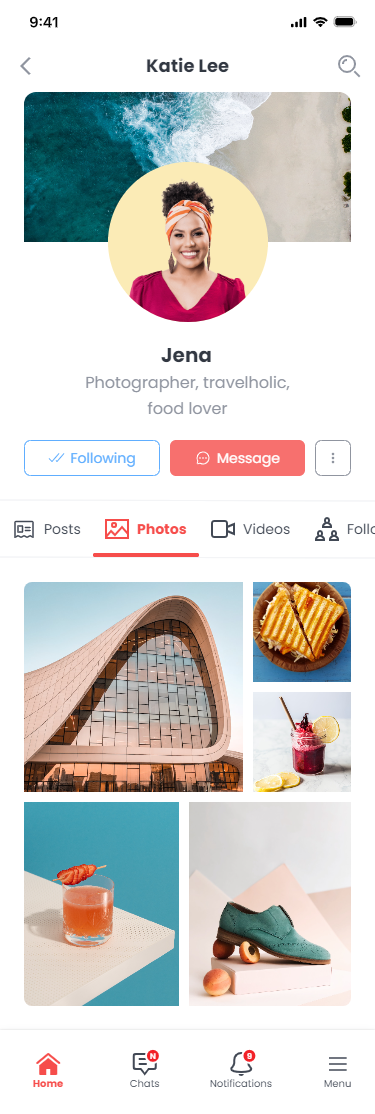 9:41
Katie Lee
Jena
Photographer, travelholic,
food lover
Following
Message
Posts
Photos
Videos
Follo
N
9
Home
Chats
Notifications
Menu